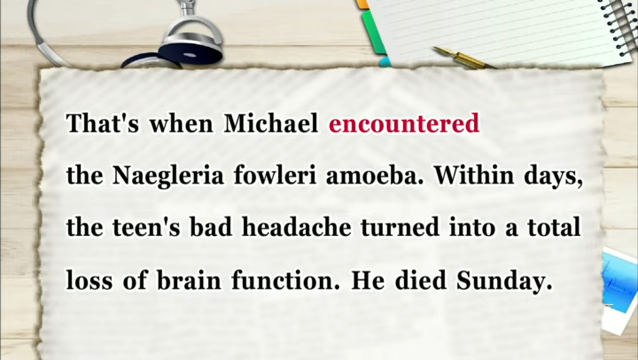 That's when Michael encountered
the Naegleria fowleri amoeba. Within days,
the teen's bad headache turned into a total
loss of brain function. He died Sunday.